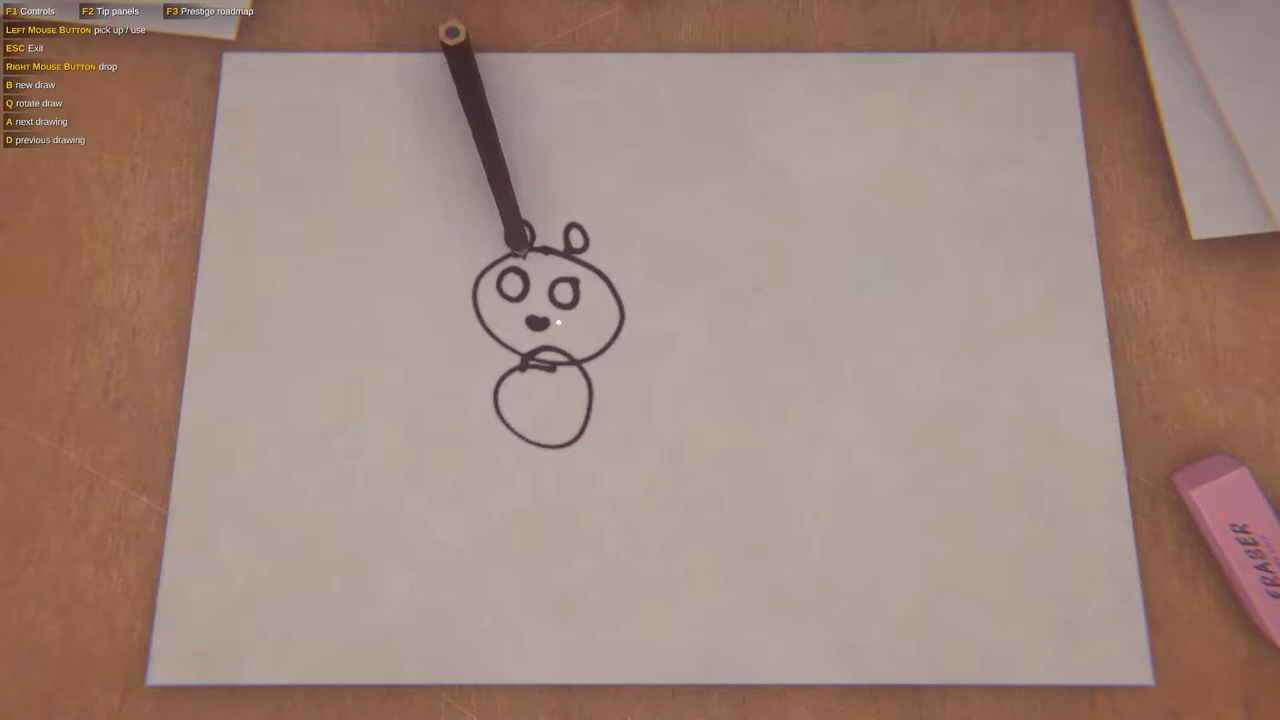 F1 Controls F2 Tip panels F3 Prestige roadmap
LEFT MOUSE BUTTON pick up / use
ESC Exit
RIGHT MOUSE BUTTON drop
B new draw
Q rotate draw
A next drawing
D previous drawing
ERASER